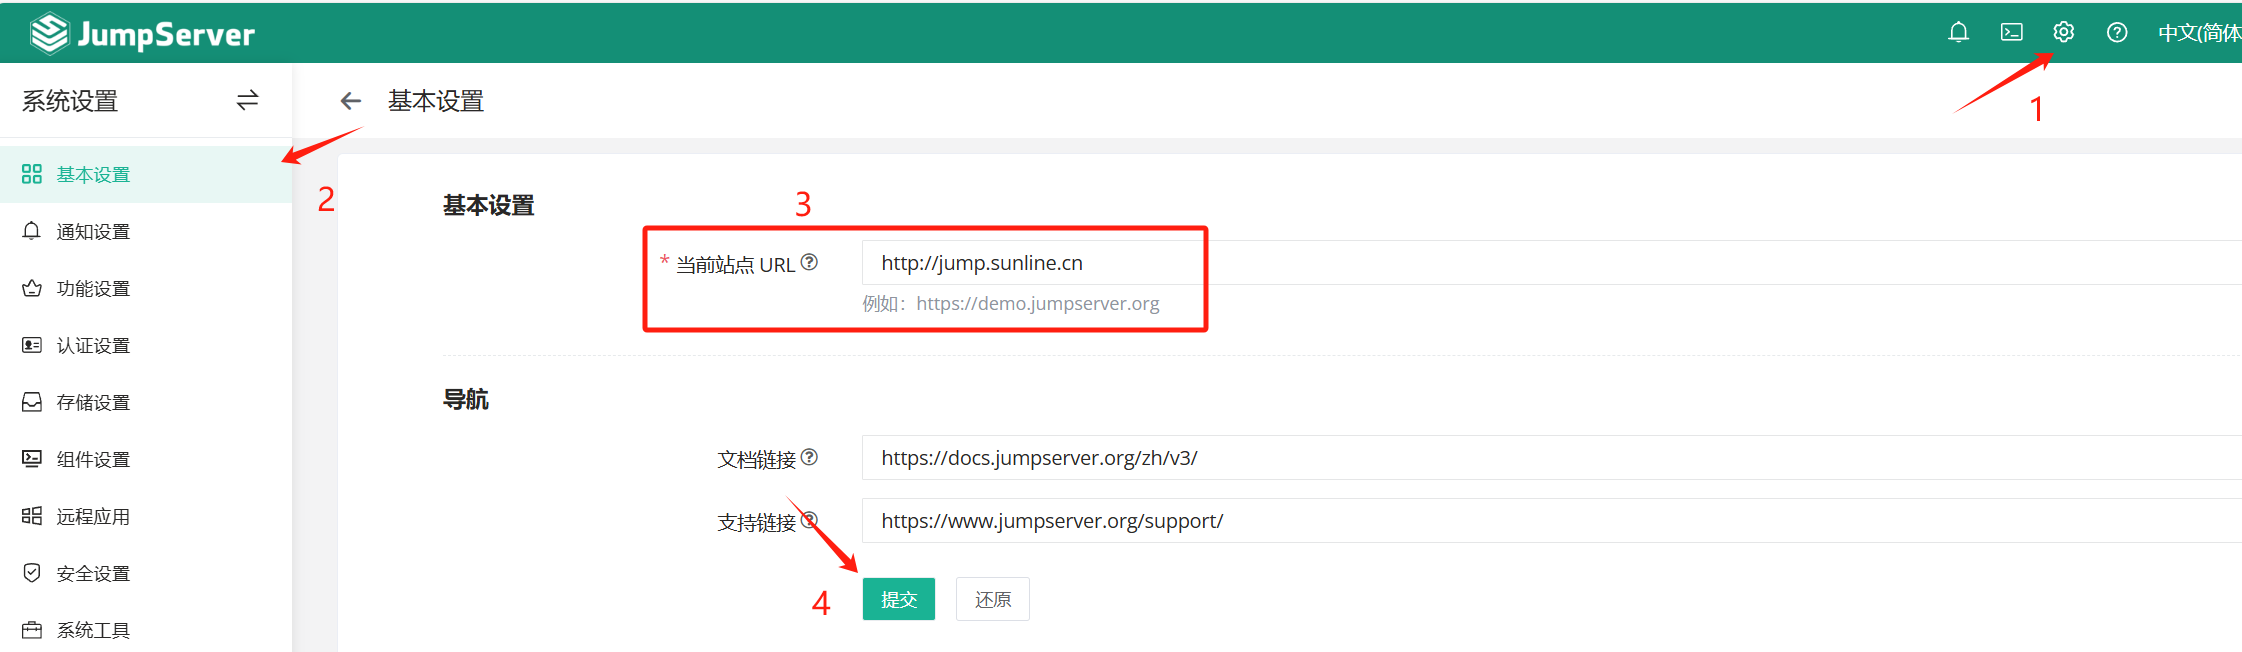 JumpServer
中文(简体
1
系统设置
基本设置
基本设置
2
通知设置
功能设置
认证设置
存储设置
组件设置
远程应用
安全设置
系统工具
基本设置
3
* 当前站点 URL
http://jump.sunline.cn
例如：https://demo.jumpserver.org
导航
文档链接
https://docs.jumpserver.org/zh/v3/
支持链接
https://www.jumpserver.org/support/
4
提交
还原